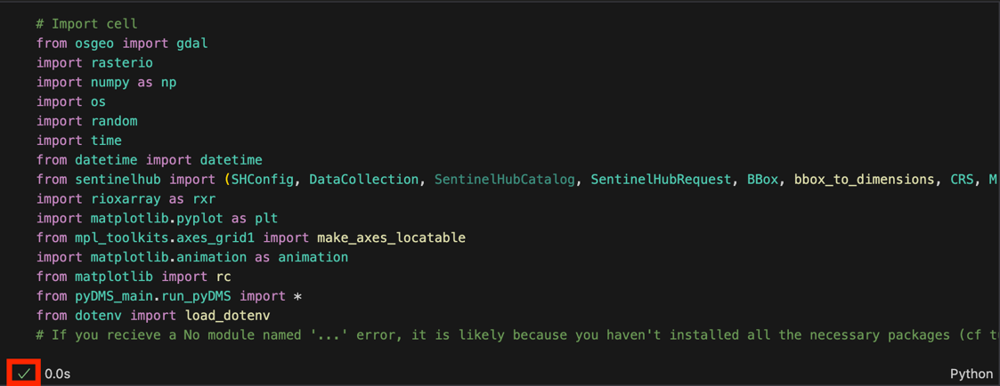 # Import cell
from osgeo import gdal
import rasterio
import numpy as np
import os
import random
import time
from datetime import datetime
from sentinelhub import (SHConfig, DataCollection, SentinelHubCatalog, SentinelHubRequest, BBox, bbox_to_dimensions, CRS, M
import rioxarray as rxr
import matplotlib.pyplot as plt
from mpl_toolkits.axes_grid1 import make_axes_locatable
import matplotlib.animation as animation
from matplotlib import rc
from pyDMS_main.run_pyDMS import *
from dotenv import load_dotenv
# If you recieve a No module named '...' error, it is likely because you haven't installed all the necessary packages (cf t
0.0s
Python